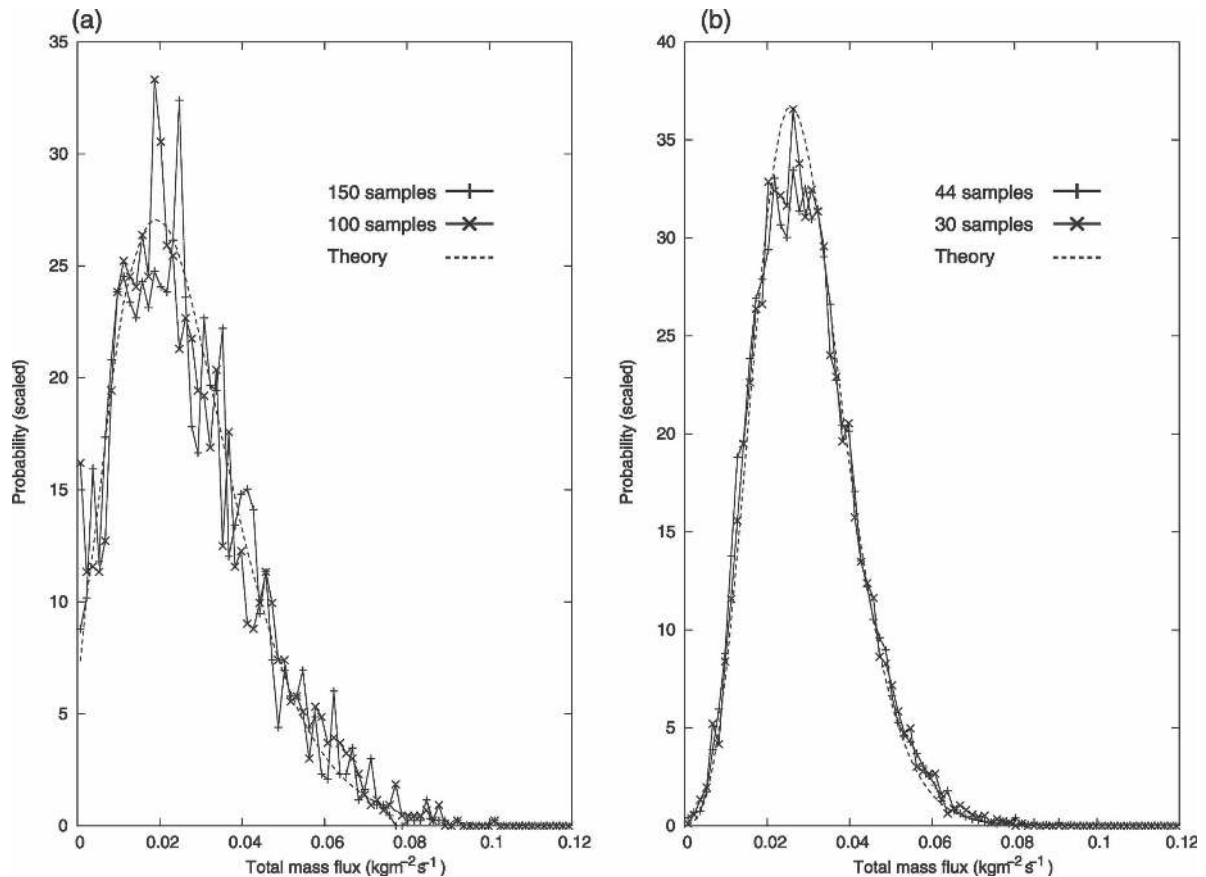 (a)
35
30
25
20
15
10
5
0
Probability (scaled)
150 samples
100 samples
Theory
0
0.02
0.04
0.06
0.08
0.1
0.12
Total mass flux (kgm⁻² s⁻¹)
(b)
40
35
30
25
20
15
10
5
0
Probability (scaled)
44 samples
30 samples
Theory
0
0.02
0.04
0.06
0.08
0.1
0.12
Total mass flux (kgm⁻² s⁻¹)